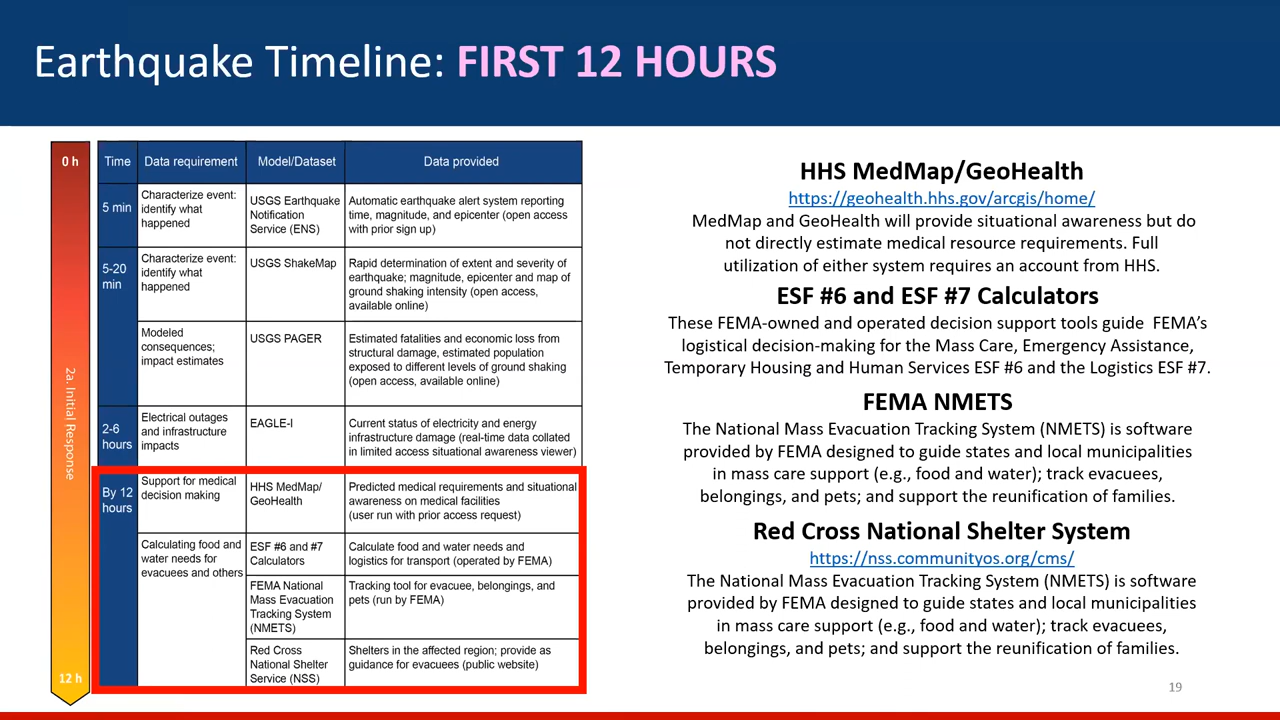 Earthquake Timeline: FIRST 12 HOURS
0 h
2a. Initial Response
12 h
Time
Data requirement
Model/Dataset
Data provided
5 min
Characterize event:
identify what
happened
USGS Earthquake
Notification
Service (ENS)
Automatic earthquake alert system reporting
time, magnitude, and epicenter (open access
with prior sign up)
5-20
min
Characterize event:
identify what
happened
USGS ShakeMap
Rapid determination of extent and severity of
earthquake; magnitude, epicenter and map of
ground shaking intensity (open access,
available online)
Modeled
consequences;
impact estimates
USGS PAGER
Estimated fatalities and economic loss from
structural damage, estimated population
exposed to different levels of ground shaking
(open access, available online)
2-6
hours
Electrical outages
and infrastructure
impacts
EAGLE-I
Current status of electricity and energy
infrastructure damage (real-time data collated
in limited access situational awareness viewer)
By 12
hours
Support for medical
decision making
HHS MedMap/
GeoHealth
Predicted medical requirements and situational
awareness on medical facilities
(user run with prior access request)
Calculating food and
water needs for
evacuees and others
ESF #6 and #7
Calculators
Calculate food and water needs and
logistics for transport (operated by FEMA)
FEMA National
Mass Evacuation
Tracking System
(NMETS)
Tracking tool for evacuee, belongings, and
pets (run by FEMA)
Red Cross
National Shelter
Service (NSS)
Shelters in the affected region; provide as
guidance for evacuees (public website)
HHS MedMap/GeoHealth
https://geohealth.hhs.gov/arcgis/home/
MedMap and GeoHealth will provide situational awareness but do
not directly estimate medical resource requirements. Full
utilization of either system requires an account from HHS.
ESF #6 and ESF #7 Calculators
These FEMA-owned and operated decision support tools guide FEMA's
logistical decision-making for the Mass Care, Emergency Assistance,
Temporary Housing and Human Services ESF #6 and the Logistics ESF #7.
FEMA NMETS
The National Mass Evacuation Tracking System (NMETS) is software
provided by FEMA designed to guide states and local municipalities
in mass care support (e.g., food and water); track evacuees,
belongings, and pets; and support the reunification of families.
Red Cross National Shelter System
https://nss.communityos.org/cms/
The National Mass Evacuation Tracking System (NMETS) is software
provided by FEMA designed to guide states and local municipalities
in mass care support (e.g., food and water); track evacuees,
belongings, and pets; and support the reunification of families.
19